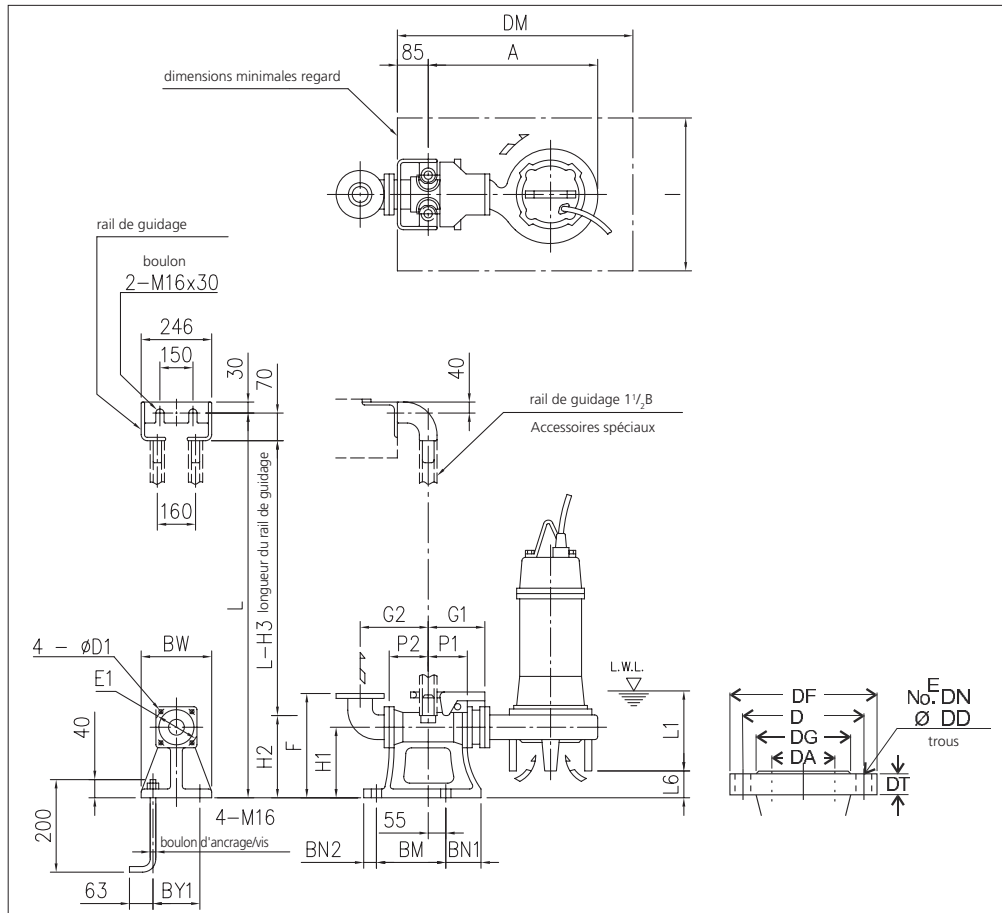 DM
85 A
dimensions minimales regard
I
rail de guidage
boulon
2-M16x30
246
150
30
70
40
rail de guidage 1 1/2B
Accessoires spéciaux
160
L
L-H3 longueur du rail de guidage
4 - ØD1
BW
E1
G2 G1
P2 P1
L.W.L.
40
H2
F
H1
L1
L6
DF
D
DG
DA
E
No. DN
Ø DD
trous
DT
200
4-M16
boulon d'ancrage/vis
55
BN2 BM BN1
63 BY1